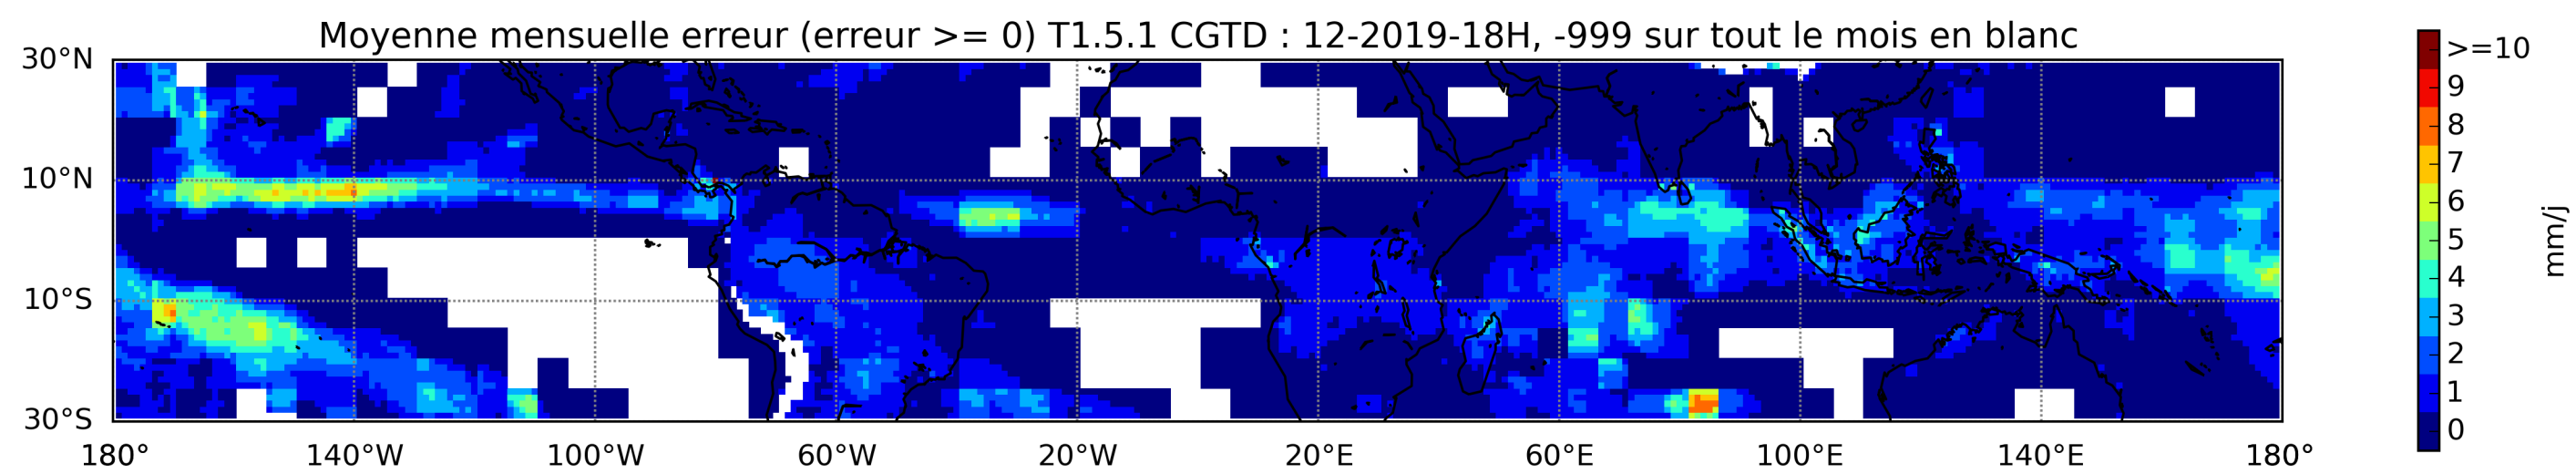 Moyenne mensuelle erreur (erreur >= 0) T1.5.1 CGTD : 12-2019-18H, -999 sur tout le mois en blanc
30°N
10°N
10°S
30°S
180° 140°W 100°W 60°W 20°W 20°E 60°E 100°E 140°E 180°
>=10
9
8
7
6
5
4
3
2
1
0
mm/j